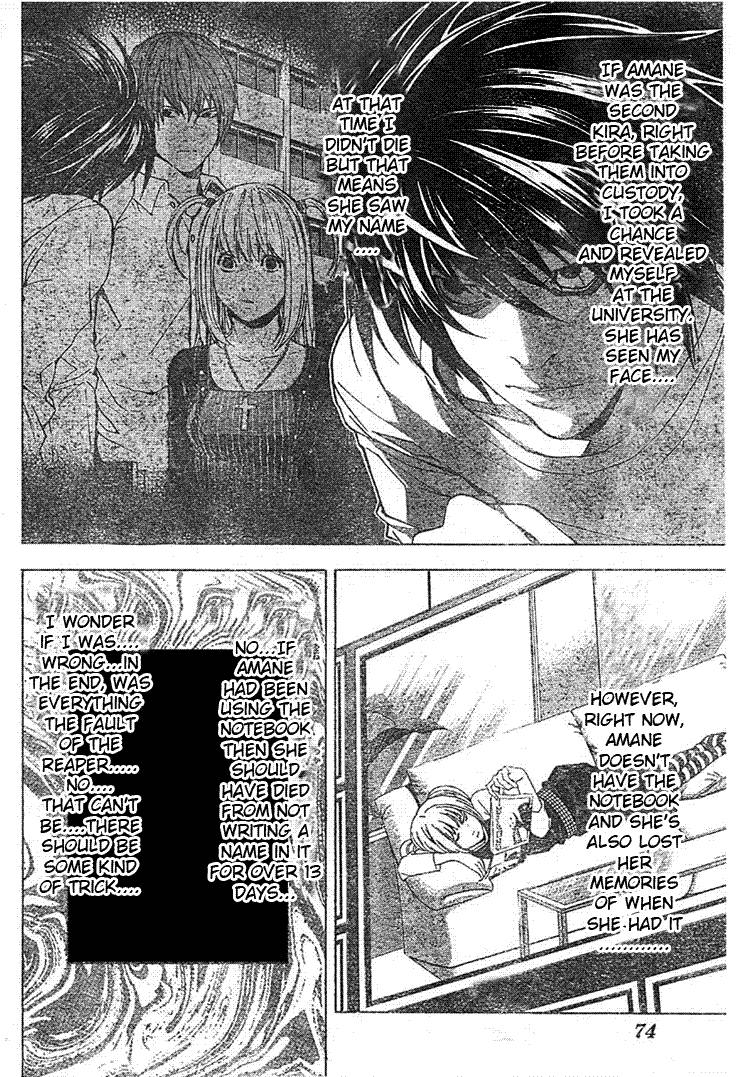 IF AMANE
WAS THE
SECOND
KIRA, RIGHT
BEFORE TAKING
THEM INTO
CUSTODY,
I TOOK A
CHANCE
AND REVEALED
MYSELF
AT THE
UNIVERSITY.
SHE HAS
SEEN MY
FACE....
AT THAT
TIME I
DIDN'T DIE
BUT THAT
MEANS
SHE SAW
MY NAME
....
HOWEVER,
RIGHT NOW,
AMANE
DOESN'T
HAVE THE
NOTEBOOK
AND SHE'S
ALSO LOST
HER
MEMORIES
OF WHEN
SHE HAD IT
............
NO...IF
AMANE
HAD BEEN
USING THE
NOTEBOOK,
THEN SHE
SHOULD
HAVE DIED
FROM NOT
WRITING A
NAME IN IT
FOR OVER 13
DAYS...
I WONDER
IF I WAS....
WRONG...IN
THE END, WAS
EVERYTHING
THE FAULT
OF THE
REAPER.....
NO....
THAT CAN'T
BE....THERE
SHOULD BE
SOME KIND
OF TRICK....
74